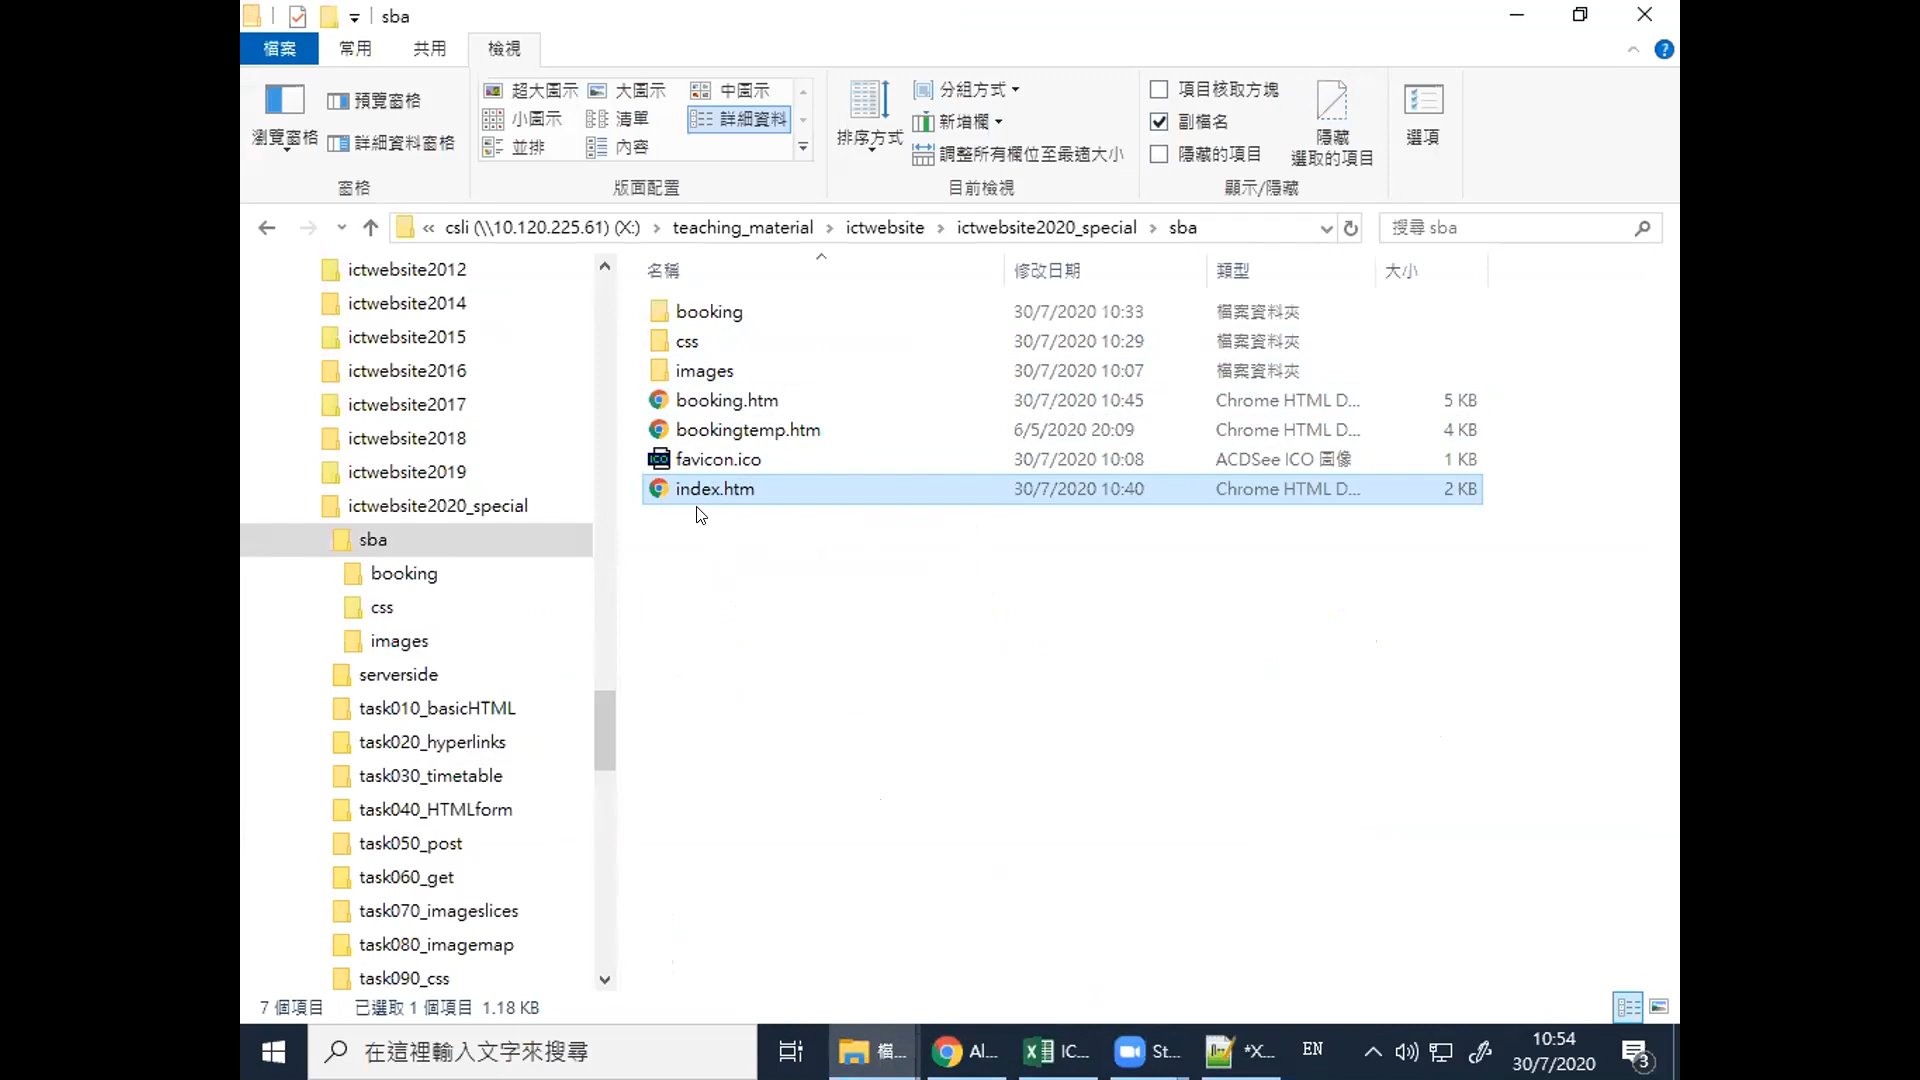 sba
檔案 常用 共用 檢視
瀏覽窗格 預覽窗格 詳細資料窗格
窗格
超大圖示 大圖示 中圖示
小圖示 清單 詳細資料
並排 內容
版面配置
排序方式
分組方式
新增欄
調整所有欄位至最適大小
目前檢視
項目核取方塊
副檔名
隱藏的項目
隱藏
選取的項目
顯示/隱藏
選項
« csli (\\10.120.225.61) (X:) > teaching_material > ictwebsite > ictwebsite2020_special > sba
搜尋 sba
ictwebsite2012
ictwebsite2014
ictwebsite2015
ictwebsite2016
ictwebsite2017
ictwebsite2018
ictwebsite2019
ictwebsite2020_special
sba
booking
css
images
serverside
task010_basicHTML
task020_hyperlinks
task030_timetable
task040_HTMLform
task050_post
task060_get
task070_imageslices
task080_imagemap
task090_css
名稱 修改日期 類型 大小
booking 30/7/2020 10:33 檔案資料夾
css 30/7/2020 10:29 檔案資料夾
images 30/7/2020 10:07 檔案資料夾
booking.htm 30/7/2020 10:45 Chrome HTML D... 5 KB
bookingtemp.htm 6/5/2020 20:09 Chrome HTML D... 4 KB
favicon.ico 30/7/2020 10:08 ACDSee ICO 圖像 1 KB
index.htm 30/7/2020 10:40 Chrome HTML D... 2 KB
7 個項目 已選取 1 個項目 1.18 KB
在這裡輸入文字來搜尋
檔... Al... IC... St... *X... EN
10:54
30/7/2020
3